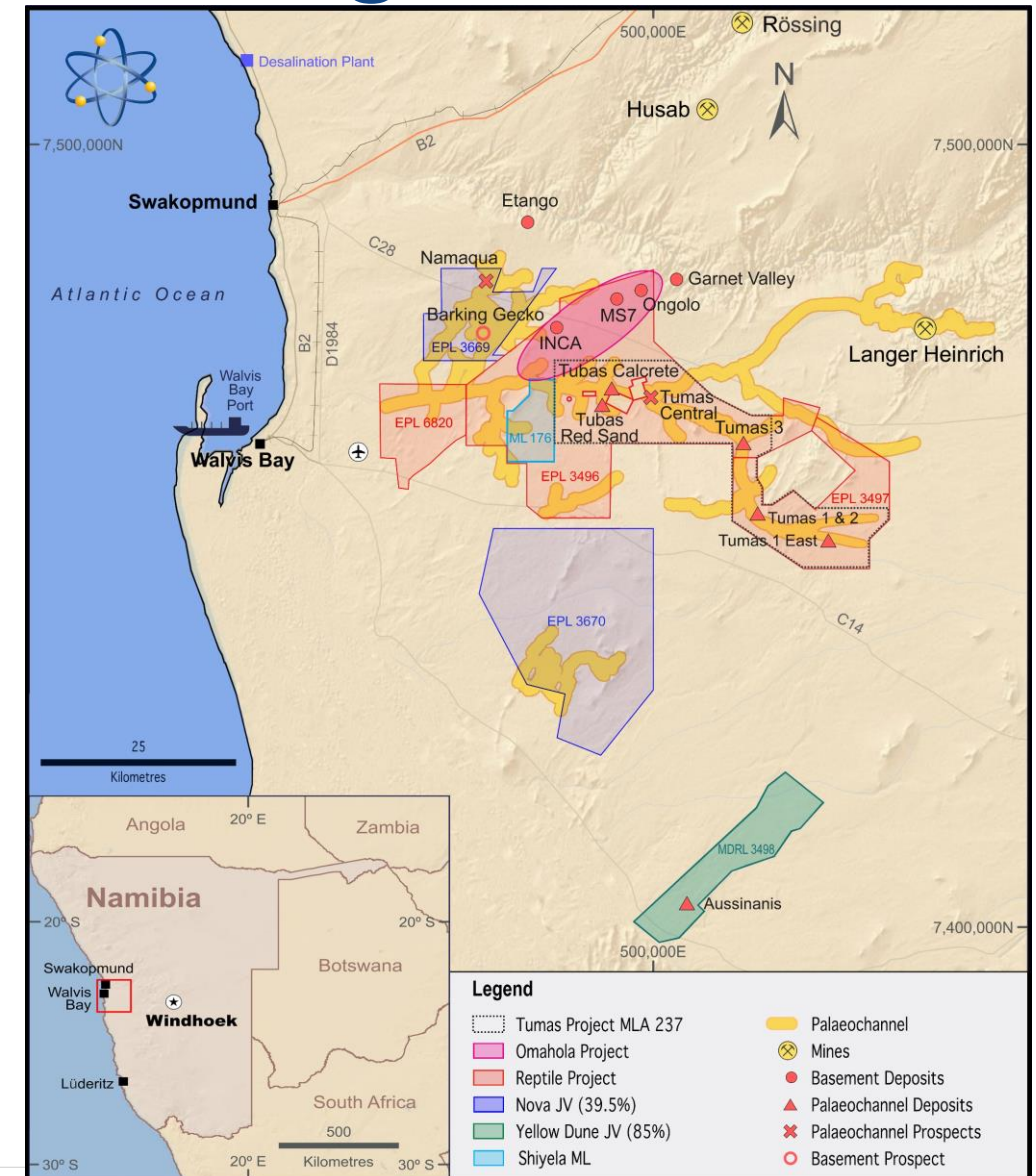 500,000E
Rössing
Desalination Plant
N
Husab
B2
7,500,000N
7,500,000N
Swakopmund
Etango
C28
Namaqua
Garnet Valley
Atlantic Ocean
Ongolo
MS7
Barking Gecko
B2
D1984
INCA
EPL 3669
Langer Heinrich
Walvis
Bay
Port
Tubas Calcrete
Tumas
Central
EPL 6820
Tubas
Red Sand
Tumas 3
ML 176
Walvis Bay
EPL 3496
EPL 3497
Tumas 1 & 2
Tumas 1 East
EPL 3670
C14
25
Kilometres
MDRL 3498
Aussinanis
7,400,000N
500,000E
Angola
20° E
Zambia
Namibia
20° S
20° S
Botswana
Swakopmund
Walvis
Bay
Windhoek
Lüderitz
South Africa
500
Kilometres
30° S
20° E
30° S
Legend
Tumas Project MLA 237
Omahola Project
Reptile Project
Nova JV (39.5%)
Yellow Dune JV (85%)
Shiyela ML
Palaeochannel
Mines
Basement Deposits
Palaeochannel Deposits
Palaeochannel Prospects
Basement Prospect